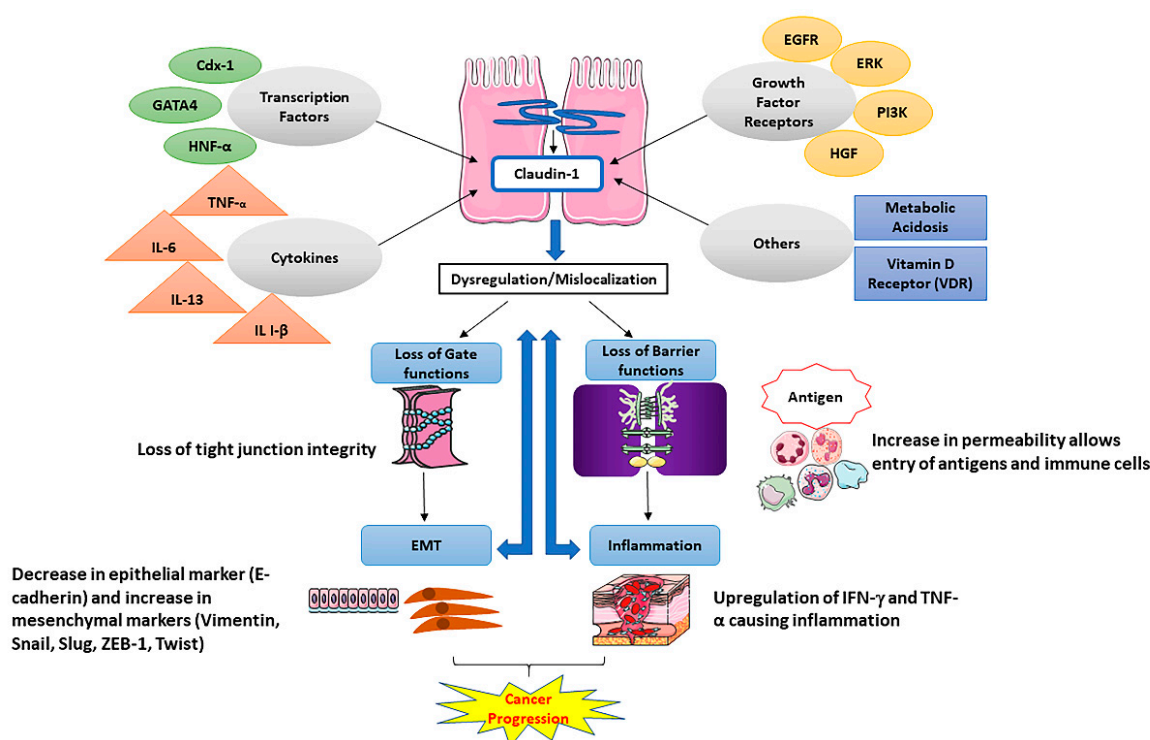 Cdx-1
GATA4
HNF-α
Transcription
Factors
TNF-α
IL-6
IL-13
IL I-β
Cytokines
Claudin-1
EGFR
ERK
PI3K
HGF
Growth
Factor
Receptors
Others
Metabolic
Acidosis
Vitamin D
Receptor (VDR)
Dysregulation/Mislocalization
Loss of Gate
functions
Loss of Barrier
functions
Loss of tight junction integrity
Antigen
Increase in permeability allows
entry of antigens and immune cells
EMT
Inflammation
Decrease in epithelial marker (E-
cadherin) and increase in
mesenchymal markers (Vimentin,
Snail, Slug, ZEB-1, Twist)
Upregulation of IFN-γ and TNF-
α causing inflammation
Cancer
Progression